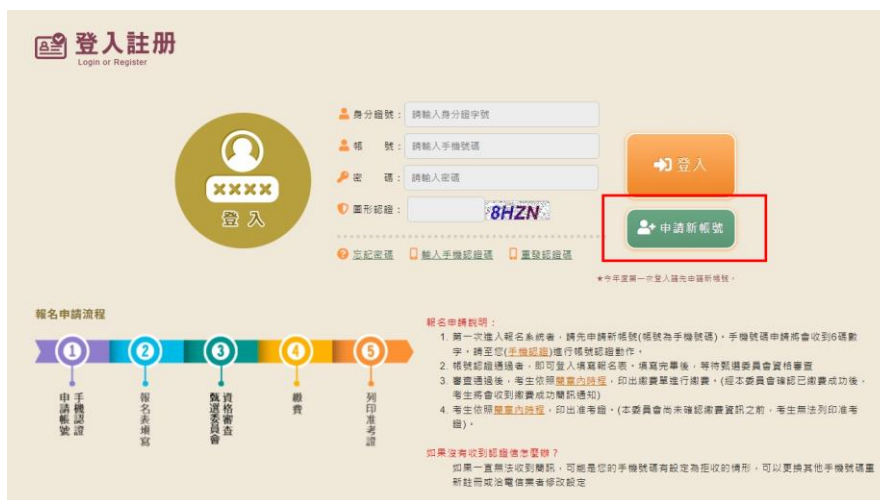 登入註册
Login or Register
身分證號：
請輸入身分證字號
帳 號：
請輸入手機號碼
密 碼：
請輸入密碼
圖形認證：
8HZN
XXXX
登入
登入
申請新帳號
忘記密碼
輸入手機認證碼
重發認證碼
★今年度第一次登入請先申請新帳號。
報名申請流程
1
2
3
4
5
申請帳號
手機認證
報名表填寫
甄選委員會
資格審查
繳費
列印准考證
報名申請說明：
1. 第一次進入報名系統者，請先申請新帳號(帳號為手機號碼)。手機號碼申請將會收到6碼數
字。請至您(手機認證)進行帳號認證動作。
2. 帳號認證通過者，即可登入填寫報名表。填寫完畢後，等待甄選委員會資格審查
3. 審查通過後，考生依照簡章內時程，印出繳費單進行繳費。(經本委員會確認已繳費成功後，
考生將會收到繳費成功簡訊通知)
4. 考生依照簡章內時程，印出准考證。(本委員會尚未確認繳費資訊之前，考生無法列印准考
證)。
如果沒有收到認證信怎麼辦？
如果一直無法收到簡訊，可能是您的手機號碼有設定為拒收的情形，可以更換其他手機號碼重
新註冊或洽電信業者修改設定